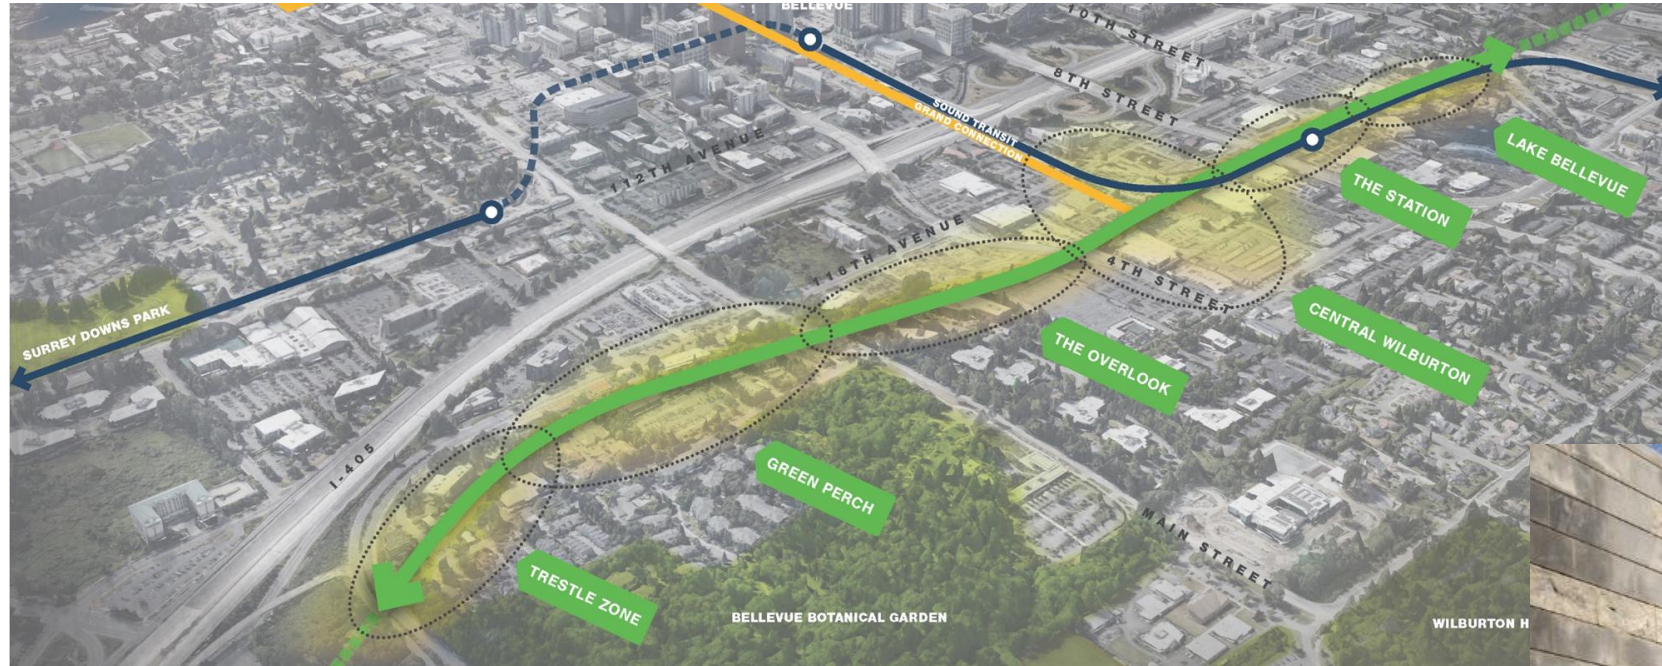 BELLEVUE
10TH STREET
8TH STREET
SOUND TRANSIT
GRAND CONNECTION
112TH AVENUE
LAKE BELLEVUE
THE STATION
116TH AVENUE
4TH STREET
SURREY DOWNS PARK
CENTRAL WILBURTON
THE OVERLOOK
I-405
GREEN PERCH
MAIN STREET
TRESTLE ZONE
BELLEVUE BOTANICAL GARDEN
WILBURTON H